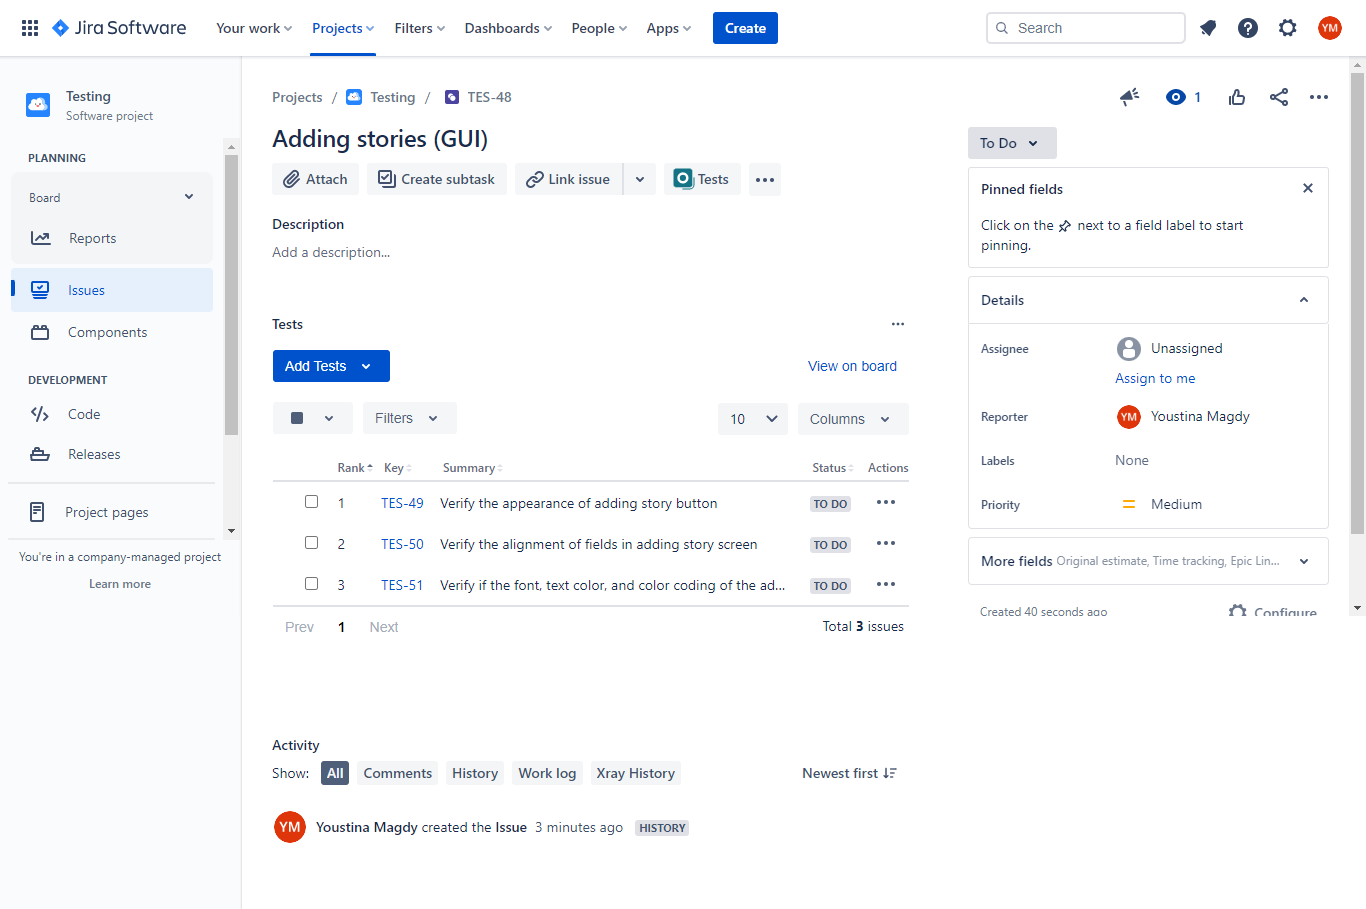 Jira Software Your work Projects Filters Dashboards People Apps Create Search YM
Testing
Software project
PLANNING
Board
Reports
Issues
Components
DEVELOPMENT
Code
Releases
Project pages
You're in a company-managed project
Learn more
Projects / Testing / TES-48
1
Adding stories (GUI)
Attach Create subtask Link issue Tests
Description
Add a description...
Tests
Add Tests View on board
Filters 10 Columns
Rank Key Summary Status Actions
1 TES-49 Verify the appearance of adding story button TO DO
2 TES-50 Verify the alignment of fields in adding story screen TO DO
3 TES-51 Verify if the font, text color, and color coding of the ad... TO DO
Prev 1 Next Total 3 issues
Activity
Show: All Comments History Work log Xray History Newest first
YM Youstina Magdy created the Issue 3 minutes ago HISTORY
To Do
Pinned fields
Click on the next to a field label to start
pinning.
Details
Assignee Unassigned
Assign to me
Reporter YM Youstina Magdy
Labels None
Priority Medium
More fields Original estimate, Time tracking, Epic Lin...
Created 40 seconds ago Configure